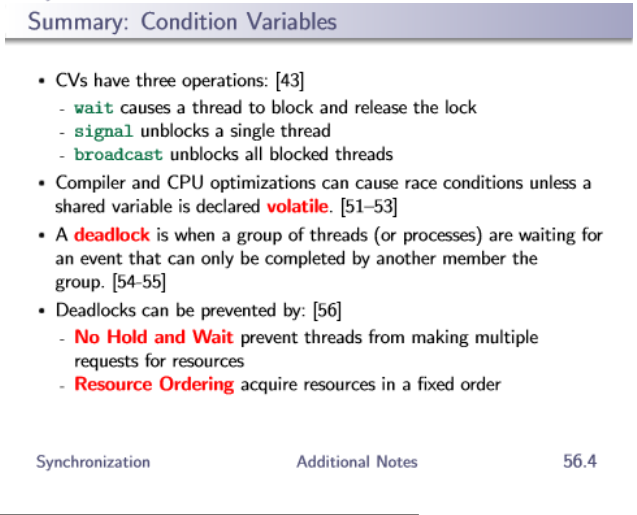 Summary: Condition Variables
• CVs have three operations: [43]
- wait causes a thread to block and release the lock
- signal unblocks a single thread
- broadcast unblocks all blocked threads
• Compiler and CPU optimizations can cause race conditions unless a
shared variable is declared volatile. [51–53]
• A deadlock is when a group of threads (or processes) are waiting for
an event that can only be completed by another member the
group. [54-55]
• Deadlocks can be prevented by: [56]
- No Hold and Wait prevent threads from making multiple
requests for resources
- Resource Ordering acquire resources in a fixed order
Synchronization Additional Notes 56.4